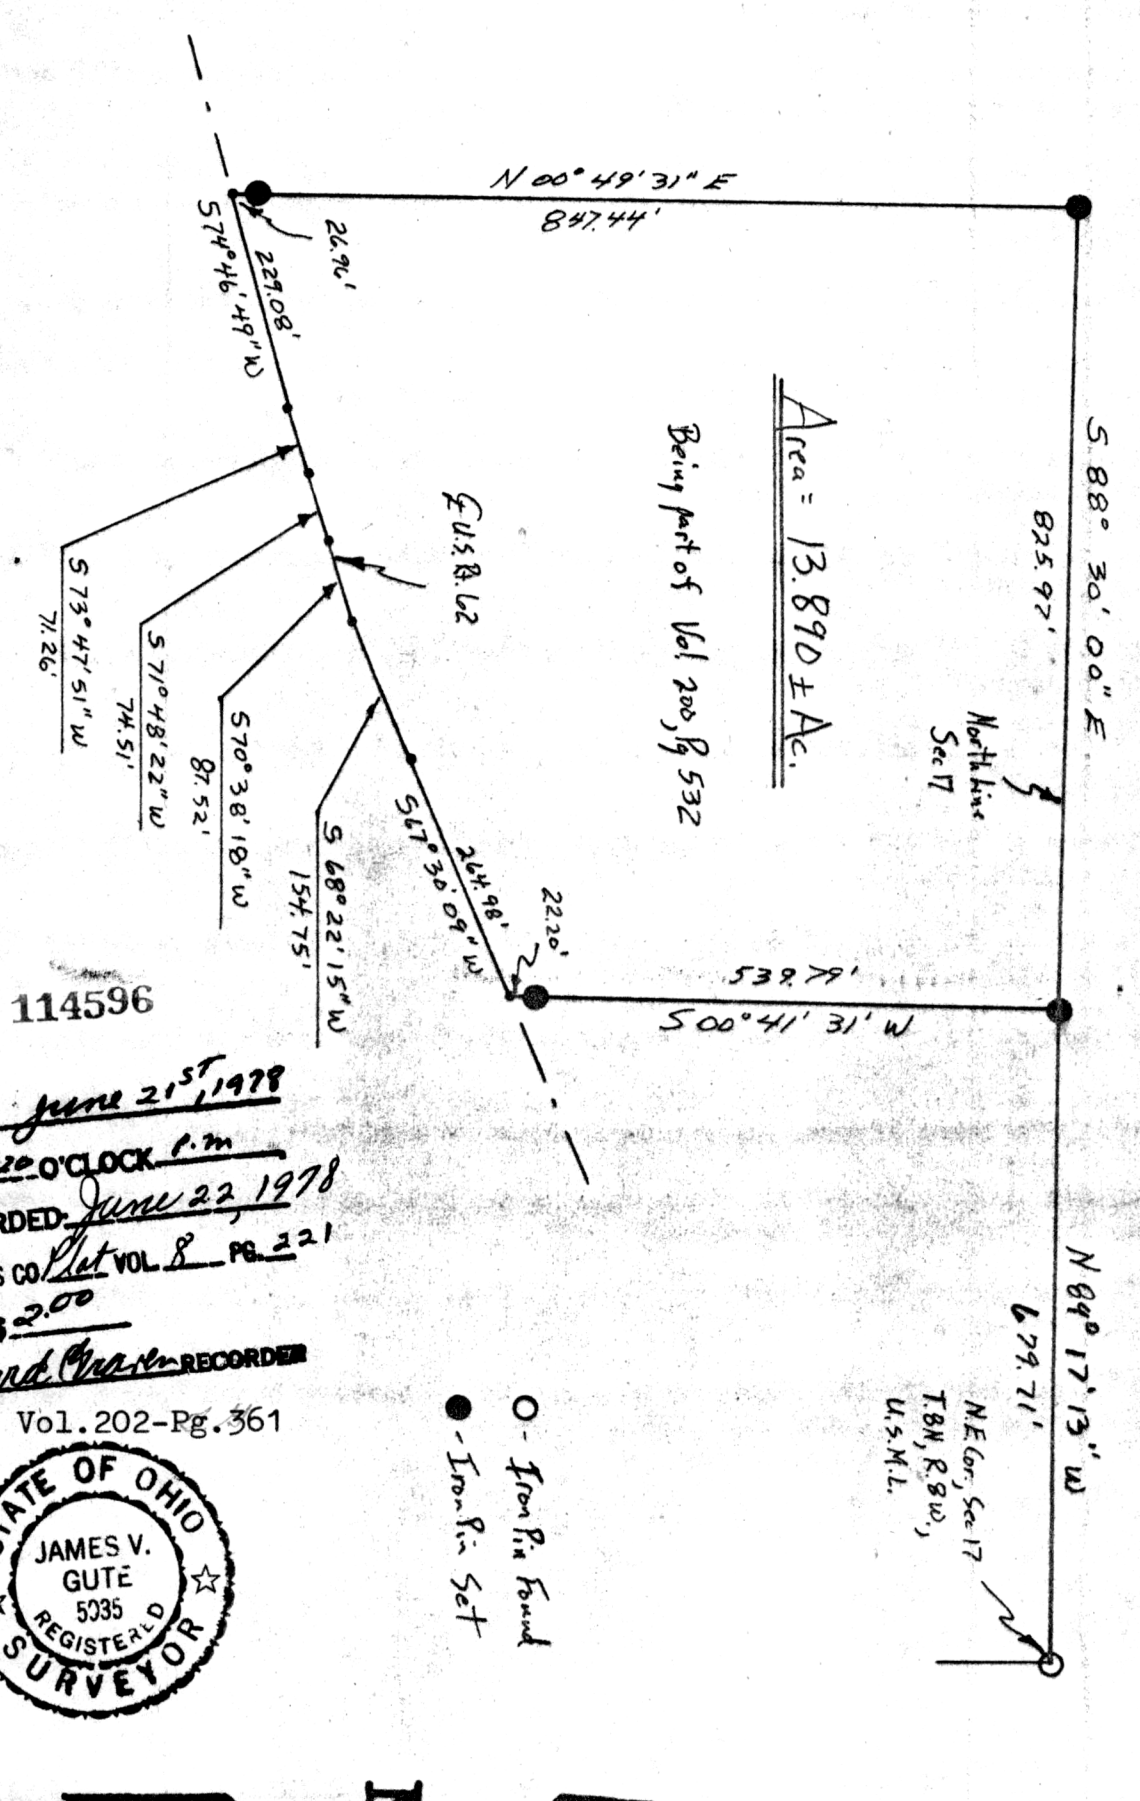 N 00° 49' 31" E
847.44'
S 88° 30' 00" E
825.97'
North Line
Sec 17
26.96'
229.08'
S 74° 46' 49" W
Area = 13.890 ± Ac.
Being part of Vol 200, Pg 532
℄ U.S.R. 62
S 73° 47' 51" W
71.26'
S 71° 48' 22" W
74.51'
S 70° 38' 18" W
87.52'
S 68° 22' 15" W
154.75'
264.98'
S 67° 30' 09" W
22.20'
539.79'
S 00° 41' 31" W
N 89° 17' 13" W
679.71'
N.E. Cor, Sec 17
T.8N, R.8W.,
U.S.M.L.
O - Iron Pin Found
● - Iron Pin Set
114596
June 21ST, 1978
20 O'CLOCK P.M
RDED: June 22, 1978
S CO Plat VOL. 8 PG. 221
$ 2.00
RECORDER
Vol.202-Pg.361
STATE OF OHIO
JAMES V.
GUTE
5035
REGISTERED
SURVEYOR